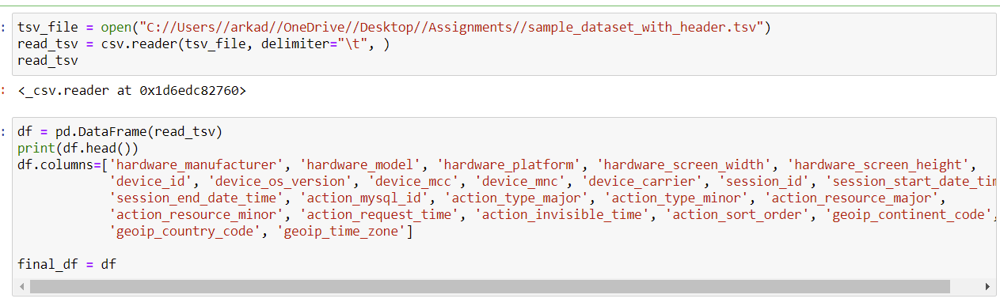 : tsv_file = open("C://Users//arkad//OneDrive//Desktop//Assignments//sample_dataset_with_header.tsv")
read_tsv = csv.reader(tsv_file, delimiter="\t", )
read_tsv
: <_csv.reader at 0x1d6edc82760>
: df = pd.DataFrame(read_tsv)
print(df.head())
df.columns=['hardware_manufacturer', 'hardware_model', 'hardware_platform', 'hardware_screen_width', 'hardware_screen_height',
'device_id', 'device_os_version', 'device_mcc', 'device_mnc', 'device_carrier', 'session_id', 'session_start_date_tim
'session_end_date_time', 'action_mysql_id', 'action_type_major', 'action_type_minor', 'action_resource_major',
'action_resource_minor', 'action_request_time', 'action_invisible_time', 'action_sort_order', 'geoip_continent_code',
'geoip_country_code', 'geoip_time_zone']
final_df = df